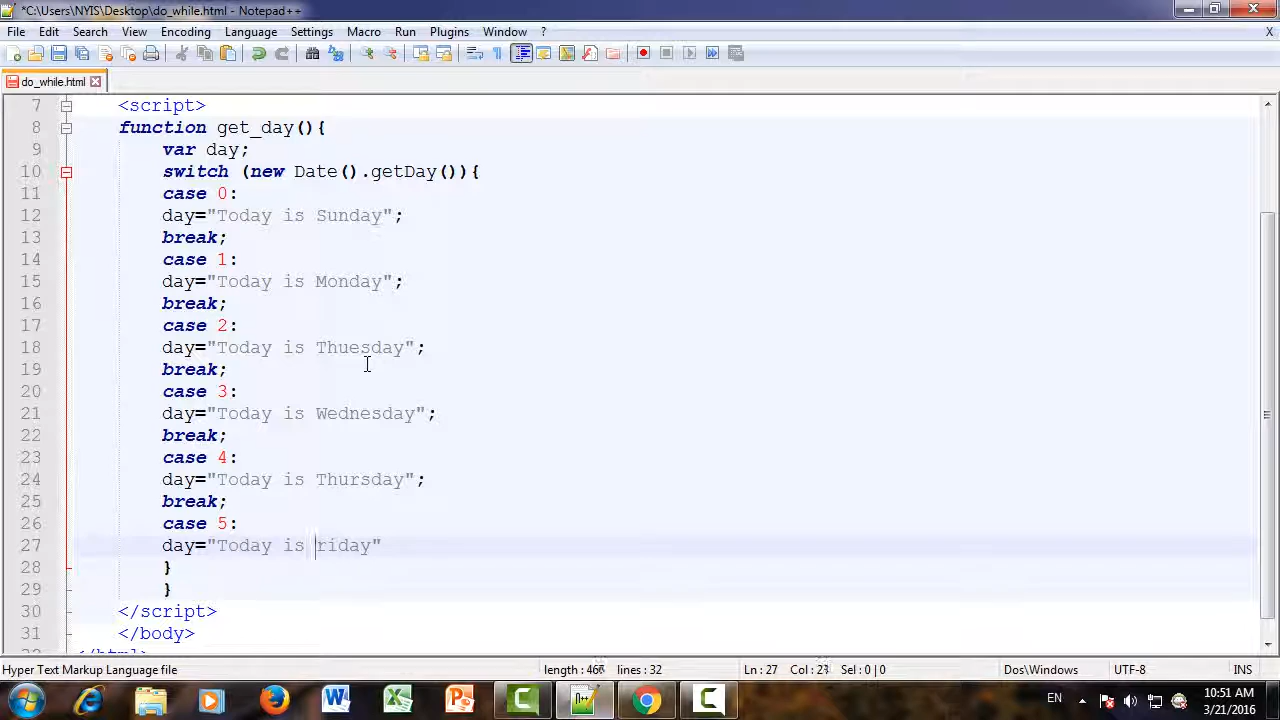 *C:\Users\NYIS\Desktop\do_while.html - Notepad++
File Edit Search View Encoding Language Settings Macro Run Plugins Window ? X
do_while.html
7 <script>
8 function get_day(){
9 var day;
10 switch (new Date().getDay()){
11 case 0:
12 day="Today is Sunday";
13 break;
14 case 1:
15 day="Today is Monday";
16 break;
17 case 2:
18 day="Today is Thuesday";
19 break;
20 case 3:
21 day="Today is Wednesday";
22 break;
23 case 4:
24 day="Today is Thursday";
25 break;
26 case 5:
27 day="Today is riday"
28 }
29 }
30 </script>
31 </body>
32 </html>
Hyper Text Markup Language file length : 466 lines : 32 Ln : 27 Col : 23 Sel : 0 | 0 Dos\Windows UTF-8 INS
EN 10:51 AM
3/21/2016